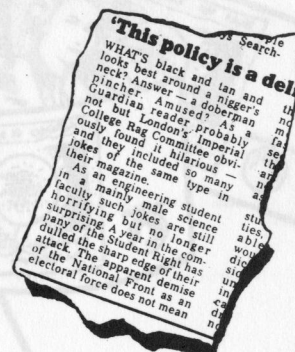 Search-
'This policy is a del
WHAT'S black and tan and
looks best around a nigger's
neck? Answer — a doberman
pincher. Amused? As a
Guardian reader probably
not but London's Imperial
College Rag Committee obvi-
ously found it hilarious —
and they included so many
jokes of the same type in
their magazine.
As an engineering student
in a mainly male science
faculty such jokes are still
horrifying but no longer
surprising. A year in the com-
pany of the Student Right has
dulled the sharp edge of their
attack. The apparent demise
of the National Front as an
electoral force does not mean
ties,
able